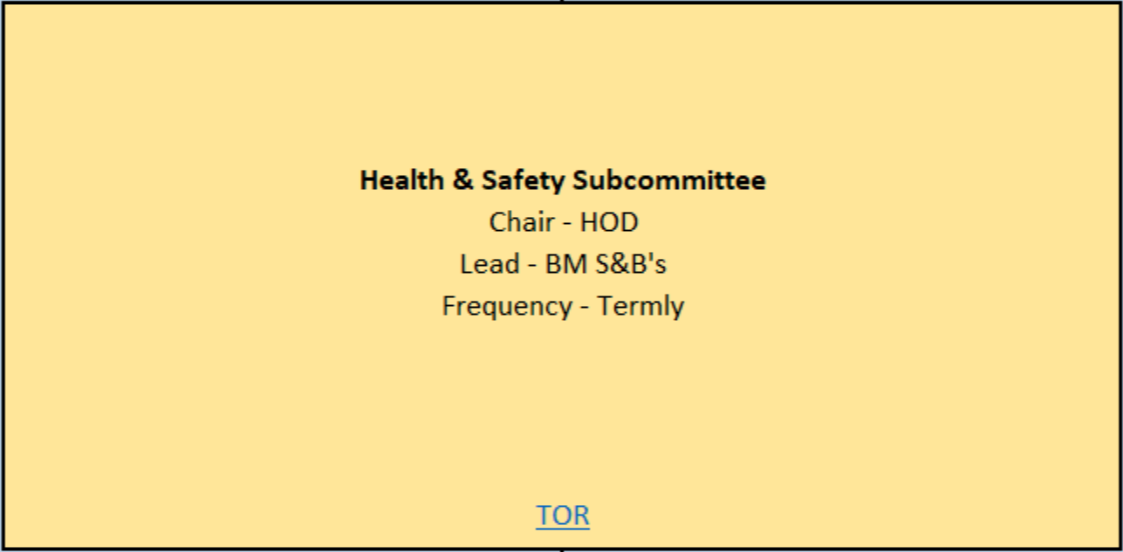 Health & Safety Subcommittee
Chair - HOD
Lead - BM S&B's
Frequency - Termly
TOR